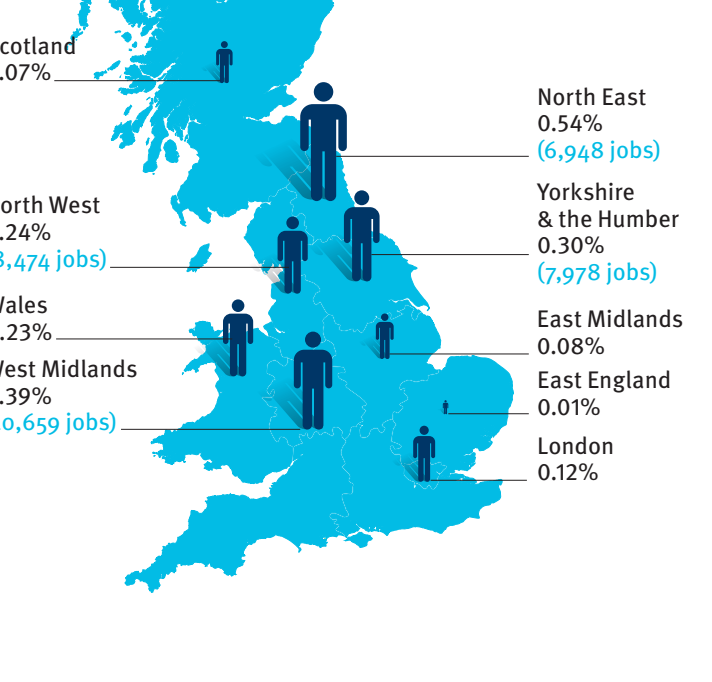 cotland
.07%
orth West
.24%
,474 jobs)
ales
.23%
est Midlands
.39%
0,659 jobs)
North East
0.54%
(6,948 jobs)
Yorkshire
& the Humber
0.30%
(7,978 jobs)
East Midlands
0.08%
East England
0.01%
London
0.12%